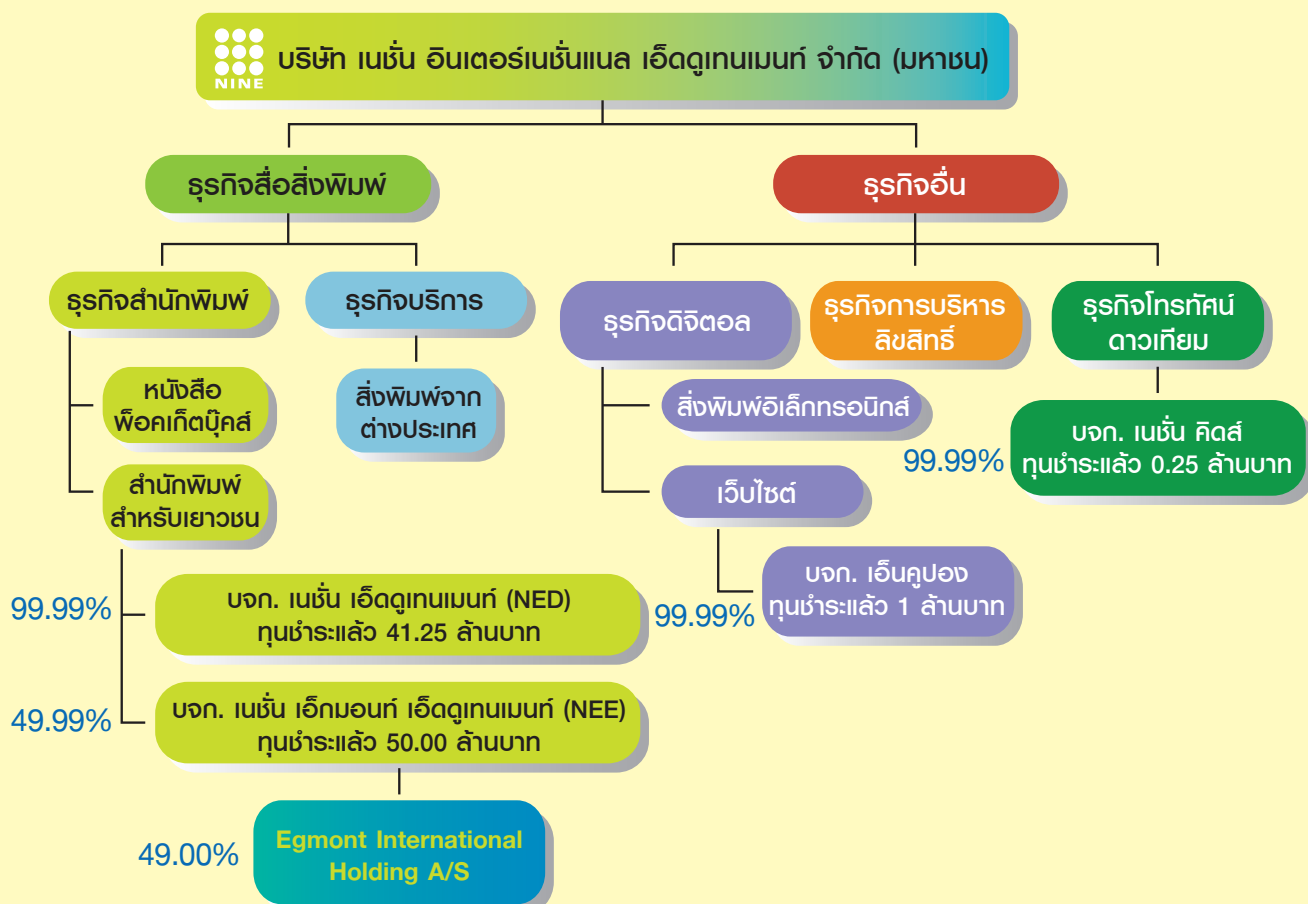 NINE
บริษัท เนชั่น อินเตอร์เนชั่นแนล เอ็ดดูเทนเมนท์ จำกัด (มหาชน)
ธุรกิจสื่อสิ่งพิมพ์
ธุรกิจอื่น
ธุรกิจสำนักพิมพ์
ธุรกิจบริการ
ธุรกิจดิจิตอล
ธุรกิจการบริหาร
ลิขสิทธิ์
ธุรกิจโทรทัศน์
ดาวเทียม
หนังสือ
พ็อคเก็ตบุ๊คส์
สิ่งพิมพ์จาก
ต่างประเทศ
สิ่งพิมพ์อิเล็กทรอนิกส์
99.99%
บจก. เนชั่น คิดส์
ทุนชำระแล้ว 0.25 ล้านบาท
สำนักพิมพ์
สำหรับเยาวชน
เว็บไซต์
99.99%
บจก. เอ็นคูปอง
ทุนชำระแล้ว 1 ล้านบาท
99.99%
บจก. เนชั่น เอ็ดดูเทนเมนท์ (NED)
ทุนชำระแล้ว 41.25 ล้านบาท
49.99%
บจก. เนชั่น เอ็กมอนท์ เอ็ดดูเทนเมนท์ (NEE)
ทุนชำระแล้ว 50.00 ล้านบาท
49.00%
Egmont International
Holding A/S